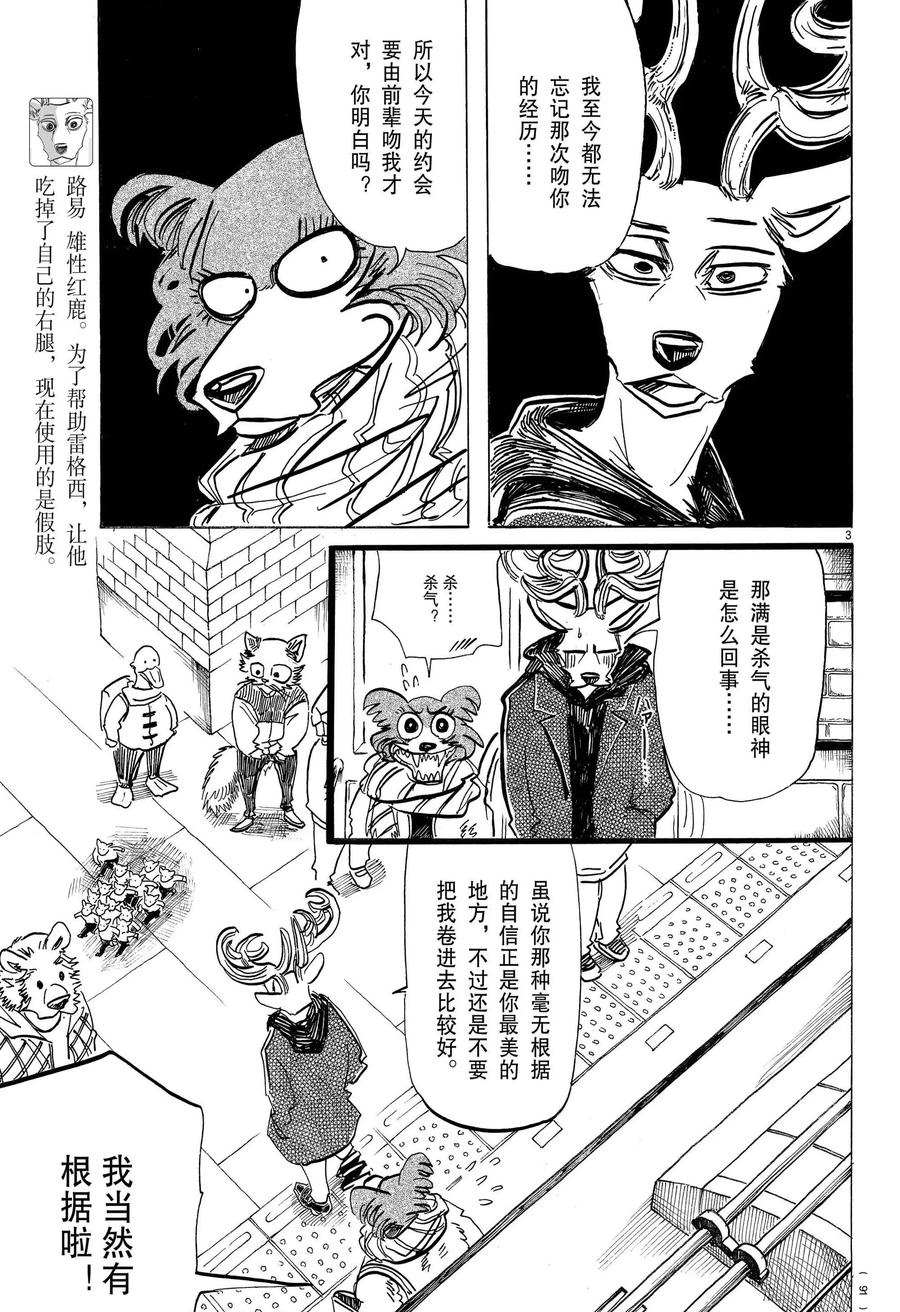 我至今都无法
忘记那次吻你
的经历……
所以今天的约会
要由前辈吻我才
对，你明白吗？
路易 雄性红鹿。为了帮助雷格西，让他
吃掉了自己的右腿，现在使用的是假肢。
3
那满是杀气的眼神
是怎么回事……
杀……
杀气？
虽说你那种毫无根据
的自信正是你最美的
地方，不过还是不要
把我卷进去比较好。
我当然有
根据啦！